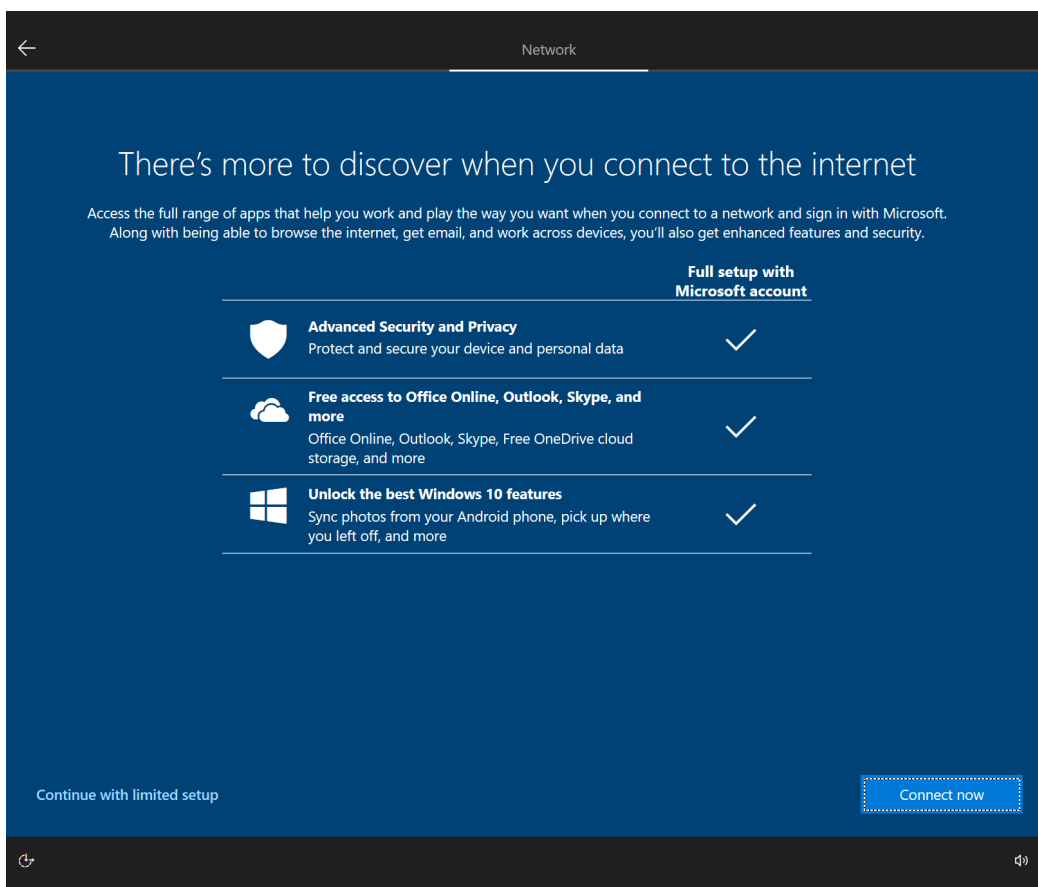 Network
There's more to discover when you connect to the internet
Access the full range of apps that help you work and play the way you want when you connect to a network and sign in with Microsoft.
Along with being able to browse the internet, get email, and work across devices, you'll also get enhanced features and security.
Full setup with
Microsoft account
Advanced Security and Privacy
Protect and secure your device and personal data
Free access to Office Online, Outlook, Skype, and
more
Office Online, Outlook, Skype, Free OneDrive cloud
storage, and more
Unlock the best Windows 10 features
Sync photos from your Android phone, pick up where
you left off, and more
Continue with limited setup
Connect now